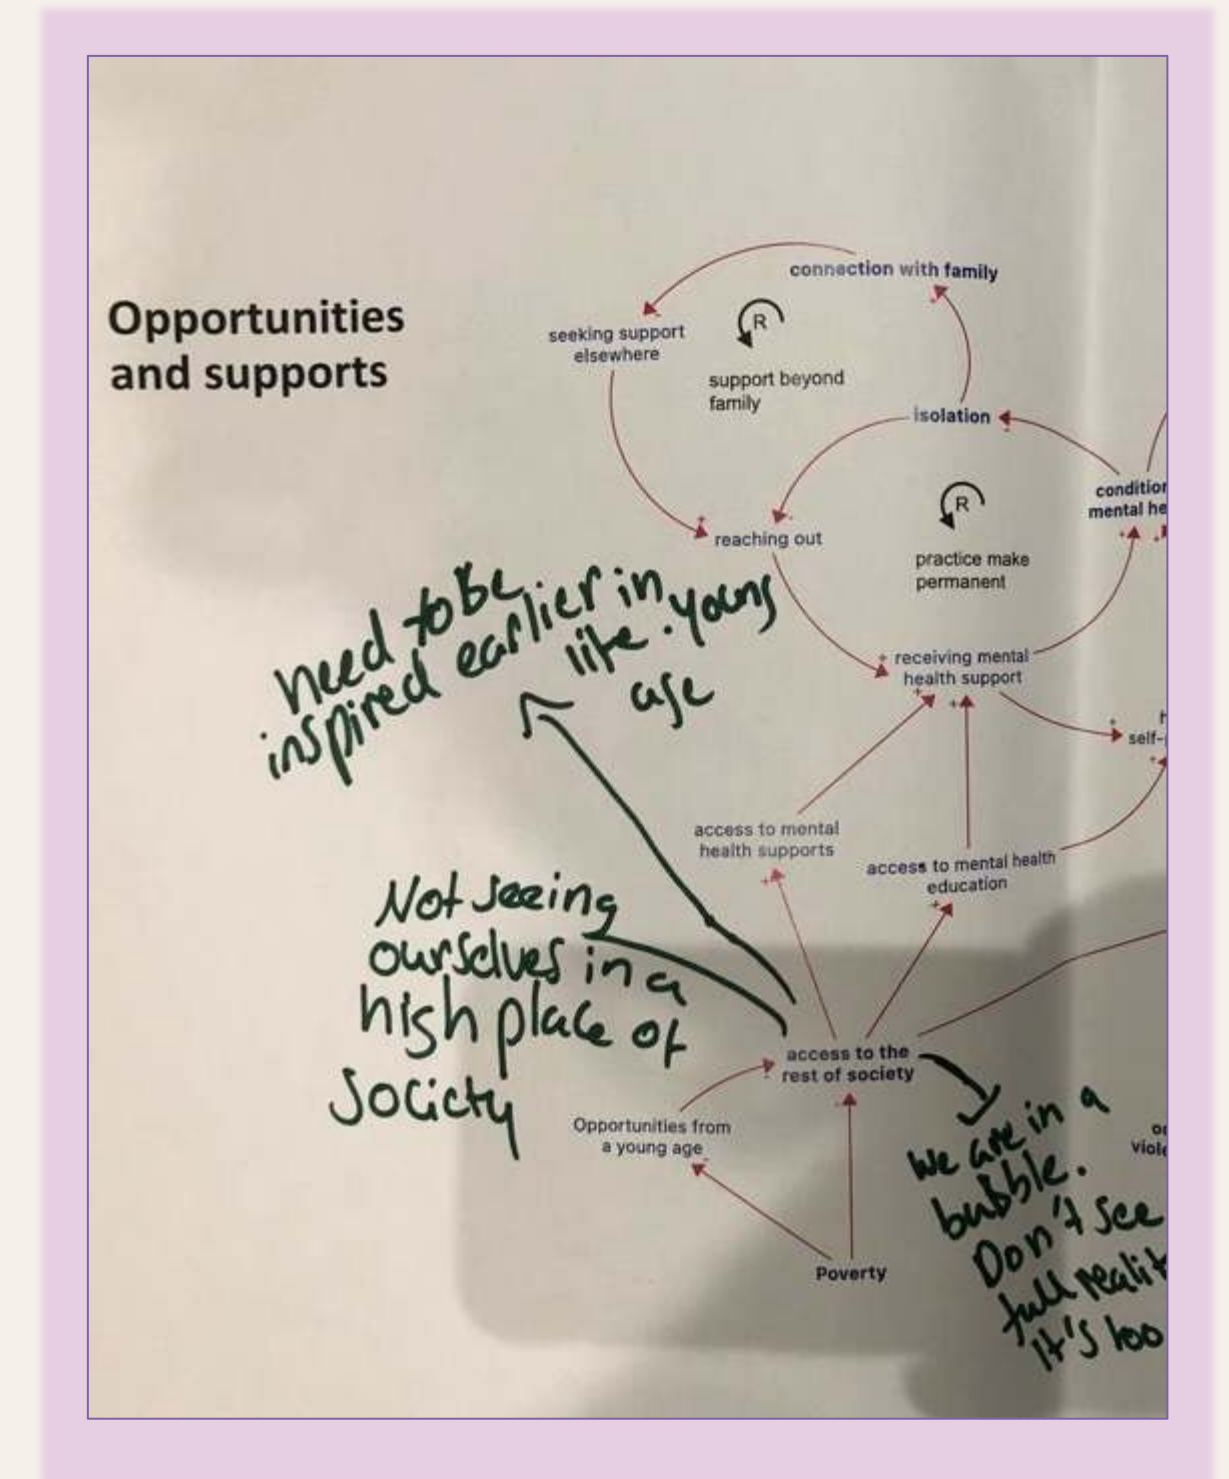 Opportunities
and supports
connection with family
seeking support
elsewhere
R
support beyond
family
isolation
R
practice make
permanent
condition
mental he
reaching out
need to be
inspired earlier in
life. young
age
receiving mental
health support
self-
access to mental
health supports
access to mental health
education
Not seeing
ourselves in a
high place of
society
access to the
rest of society
Opportunities from
a young age
Poverty
We are in a
bubble.
Don't see
full realit
It's too
viole